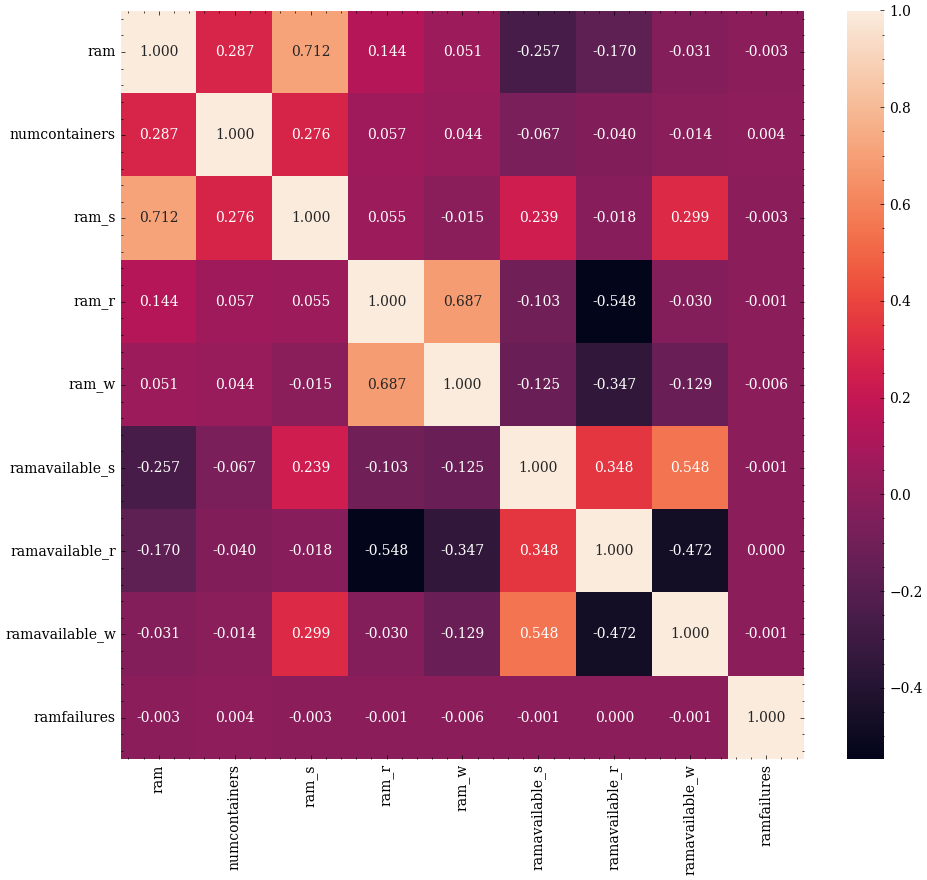 ram 1.000 0.287 0.712 0.144 0.051 -0.257 -0.170 -0.031 -0.003
numcontainers 0.287 1.000 0.276 0.057 0.044 -0.067 -0.040 -0.014 0.004
ram_s 0.712 0.276 1.000 0.055 -0.015 0.239 -0.018 0.299 -0.003
ram_r 0.144 0.057 0.055 1.000 0.687 -0.103 -0.548 -0.030 -0.001
ram_w 0.051 0.044 -0.015 0.687 1.000 -0.125 -0.347 -0.129 -0.006
ramavailable_s -0.257 -0.067 0.239 -0.103 -0.125 1.000 0.348 0.548 -0.001
ramavailable_r -0.170 -0.040 -0.018 -0.548 -0.347 0.348 1.000 -0.472 0.000
ramavailable_w -0.031 -0.014 0.299 -0.030 -0.129 0.548 -0.472 1.000 -0.001
ramfailures -0.003 0.004 -0.003 -0.001 -0.006 -0.001 0.000 -0.001 1.000
ram numcontainers ram_s ram_r ram_w ramavailable_s ramavailable_r ramavailable_w ramfailures
1.0
0.8
0.6
0.4
0.2
0.0
−0.2
−0.4